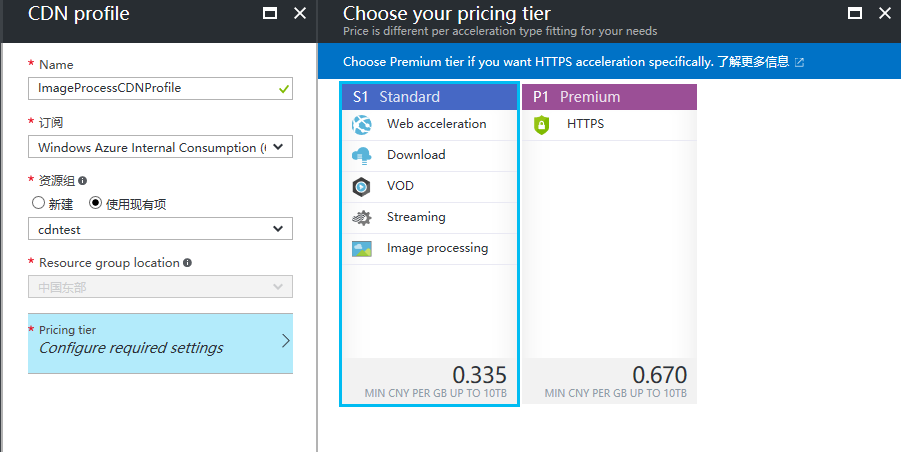 CDN profile
* Name
ImageProcessCDNProfile
* 订阅
Windows Azure Internal Consumption (
* 资源组
新建 使用现有项
cdntest
* Resource group location
中国东部
* Pricing tier
Configure required settings
Choose your pricing tier
Price is different per acceleration type fitting for your needs
Choose Premium tier if you want HTTPS acceleration specifically. 了解更多信息
S1 Standard
Web acceleration
Download
VOD
Streaming
Image processing
0.335
MIN CNY PER GB UP TO 10TB
P1 Premium
HTTPS
0.670
MIN CNY PER GB UP TO 10TB